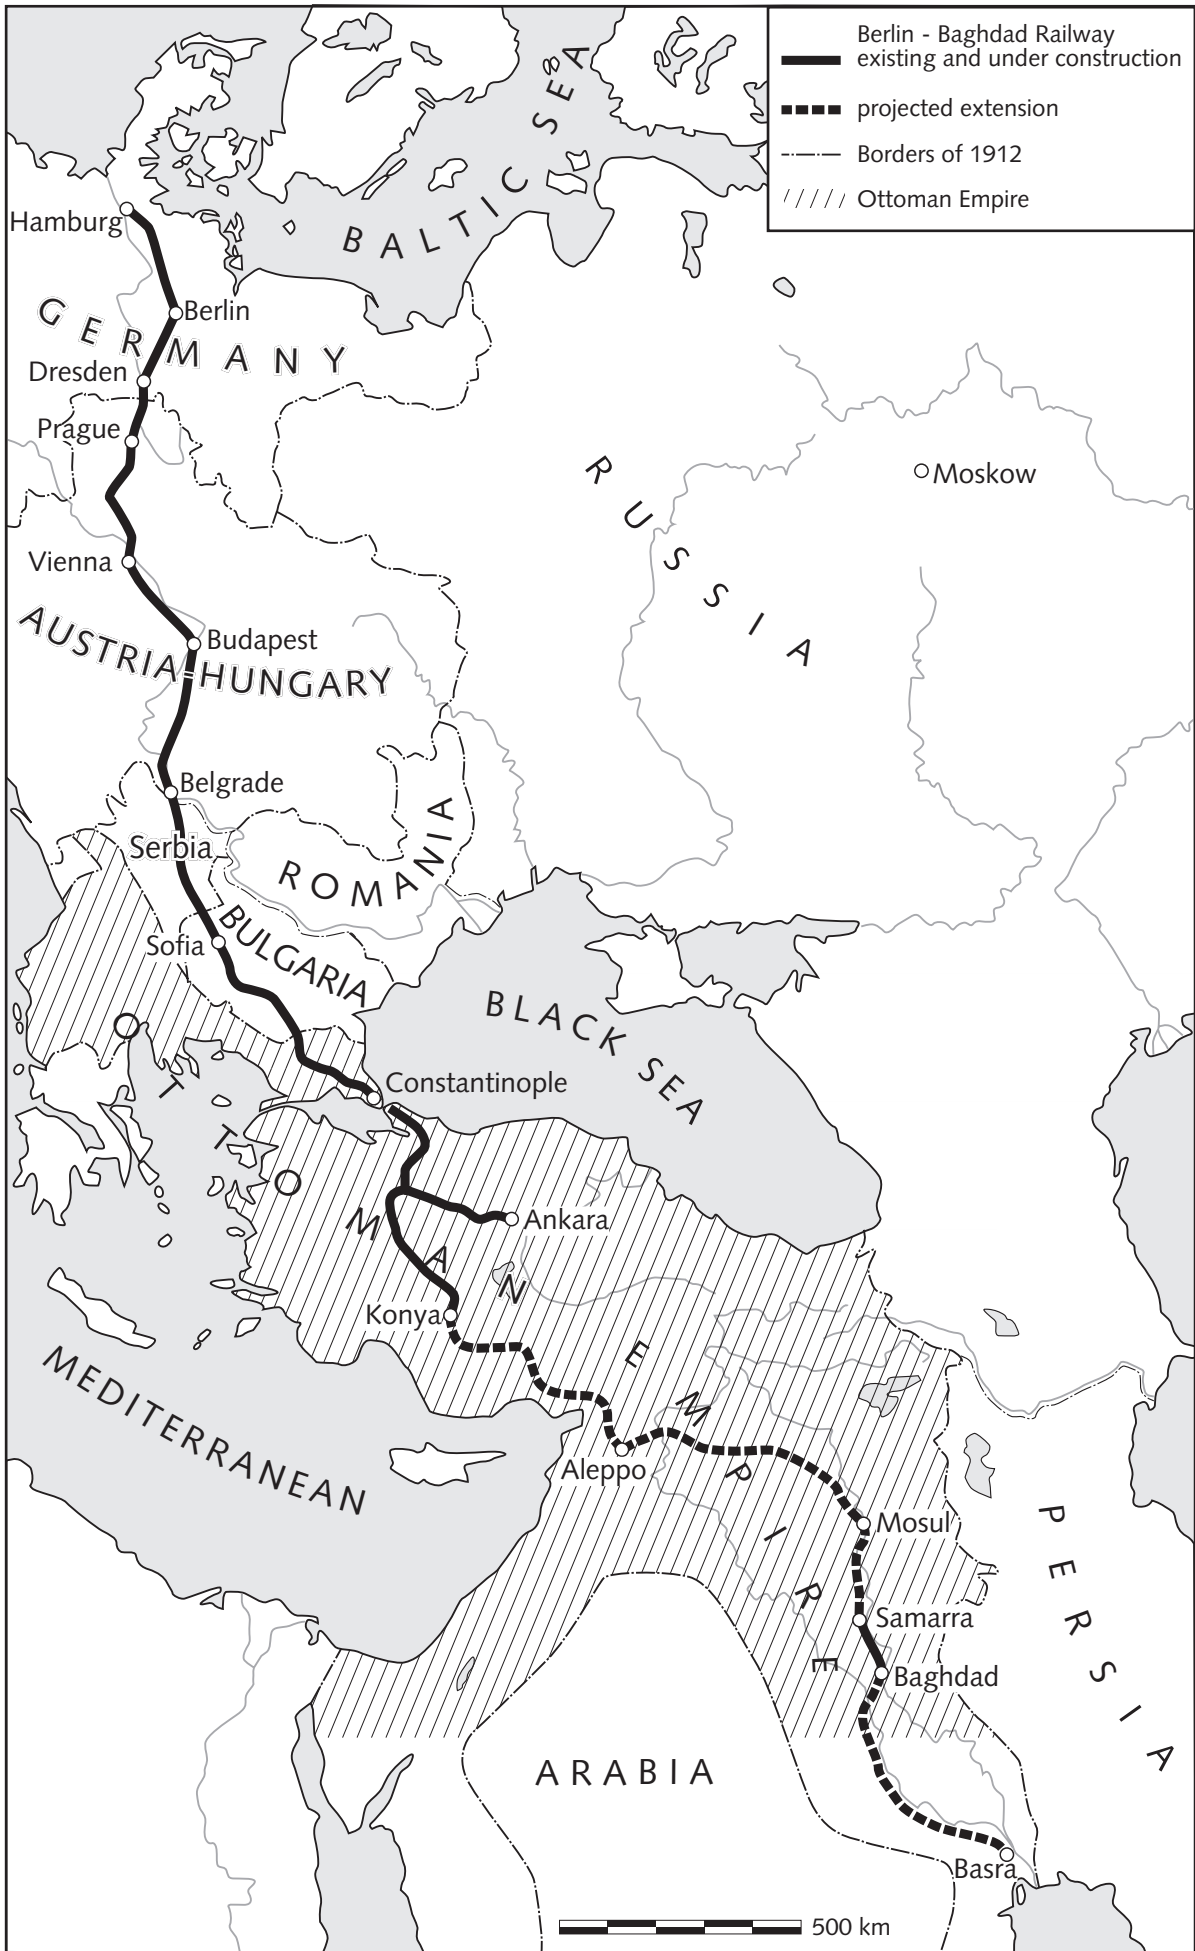 Berlin - Baghdad Railway
existing and under construction
projected extension
Borders of 1912
Ottoman Empire
BALTIC SEA
Hamburg
Berlin
GERMANY
Dresden
Prague
RUSSIA
Moskow
Vienna
Budapest
AUSTRIA-HUNGARY
Belgrade
Serbia
ROMANIA
BULGARIA
Sofia
BLACK SEA
Constantinople
OTTOMAN EMPIRE
Ankara
Konya
MEDITERRANEAN
Aleppo
Mosul
PERSIA
Samarra
Baghdad
ARABIA
Basra
500 km